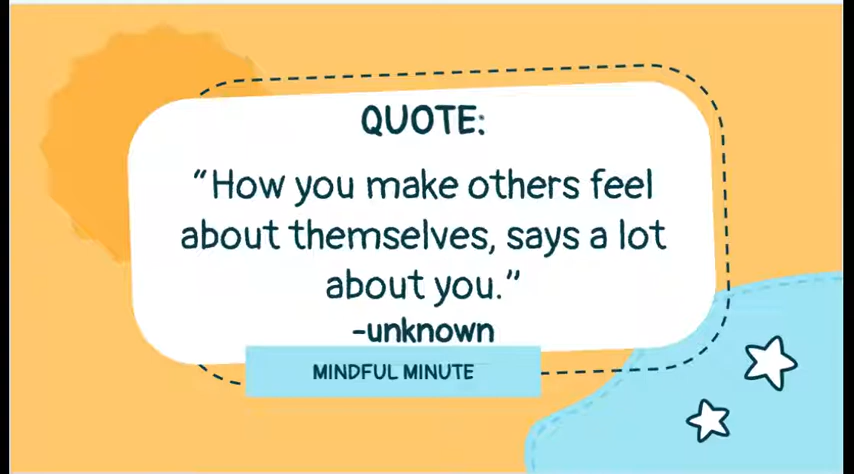 QUOTE:
“How you make others feel
about themselves, says a lot
about you.”
-unknown
MINDFUL MINUTE